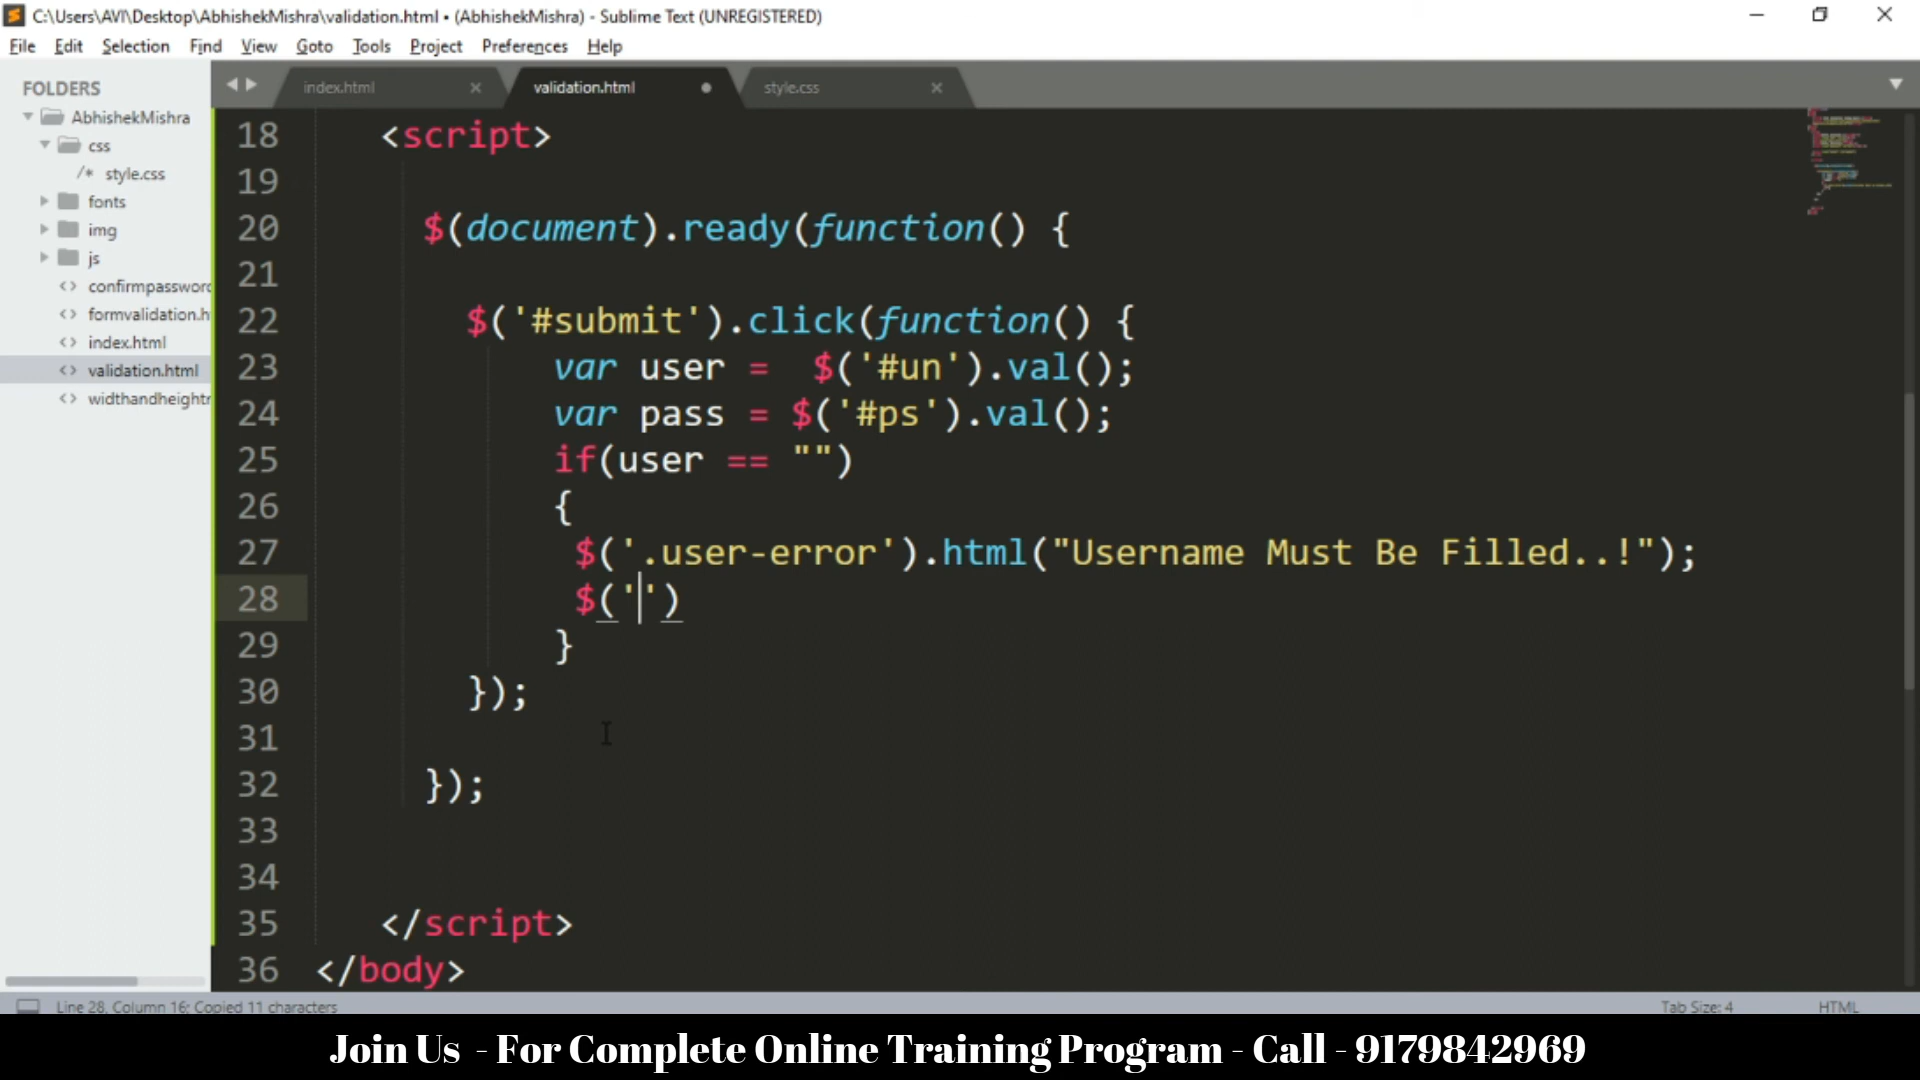 C:\Users\AVI\Desktop\AbhishekMishra\validation.html • (AbhishekMishra) - Sublime Text (UNREGISTERED)
File Edit Selection Find View Goto Tools Project Preferences Help
FOLDERS
AbhishekMishra
css
/* style.css
fonts
img
js
<> confirmpassword
<> formvalidation.h
<> index.html
<> validation.html
<> widthandheight
index.html × validation.html • style.css ×
18 <script>
19
20 $(document).ready(function() {
21
22 $('#submit').click(function() {
23 var user =  $('#un').val();
24 var pass = $('#ps').val();
25 if(user == "")
26 {
27 $('.user-error').html("Username Must Be Filled..!");
28 $('')
29 }
30 });
31
32 });
33
34
35 </script>
36 </body>
Line 28, Column 16; Copied 11 characters Tab Size: 4 HTML
Join Us - For Complete Online Training Program - Call - 9179842969